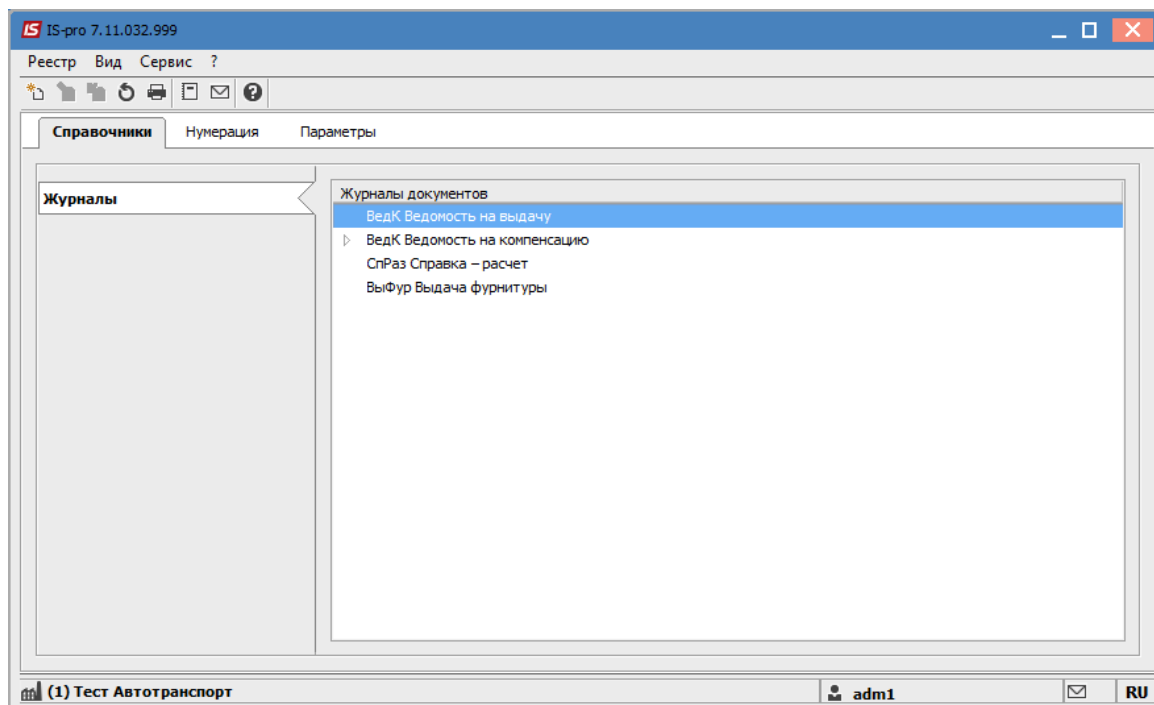 IS IS-pro 7.11.032.999
Реестр Вид Сервис ?
Справочники Нумерация Параметры
Журналы
Журналы документов
ВедК Ведомость на выдачу
ВедК Ведомость на компенсацию
СпРаз Справка – расчет
ВыФур Выдача фурнитуры
(1) Тест Автотранспорт adm1 RU